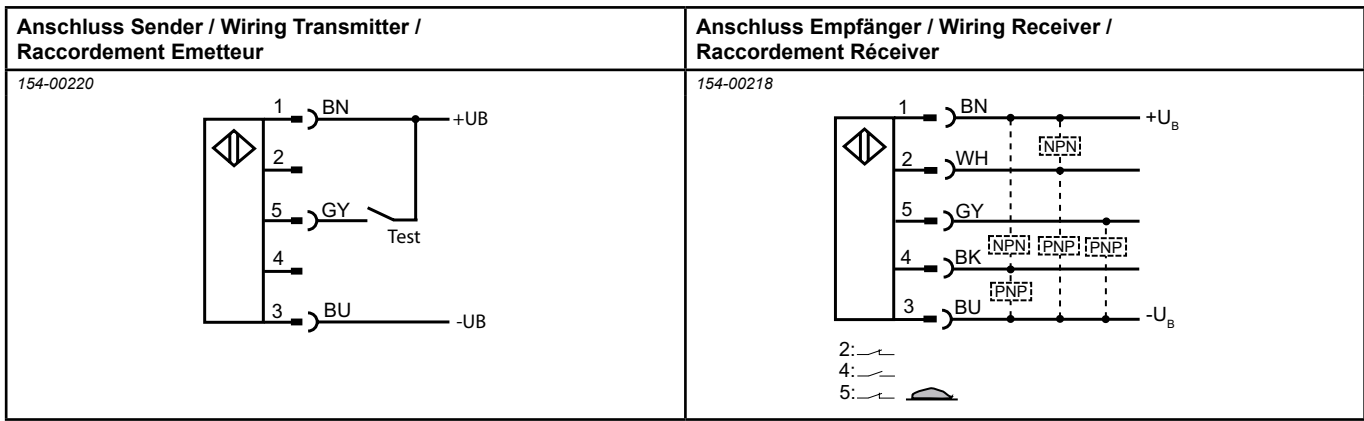 Anschluss Sender / Wiring Transmitter /
Raccordement Emetteur
154-00220
1 BN +UB
2
5 GY
Test
4
3 BU -UB
Anschluss Empfänger / Wiring Receiver /
Raccordement Réceiver
154-00218
1 BN +UB
NPN
2 WH
5 GY
NPN PNP PNP
4 BK
PNP
3 BU -UB
2:
4:
5: